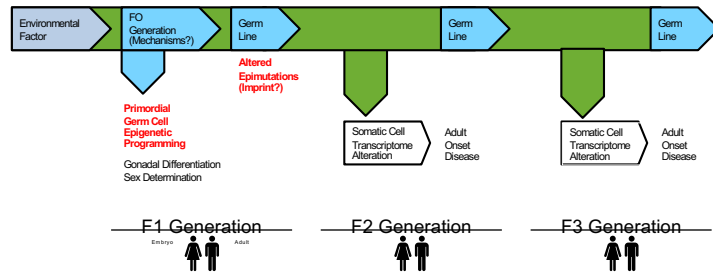 Environmental
Factor
FO
Generation
(Mechanisms?)
Germ
Line
Germ
Line
Germ
Line
Altered
Epimutations
(Imprint?)
Primordial
Germ Cell
Epigenetic
Programming
Gonadal Differentiation
Sex Determination
Somatic Cell
Transcriptome
Alteration
Adult
Onset
Disease
Somatic Cell
Transcriptome
Alteration
Adult
Onset
Disease
F1 Generation
Embryo
Adult
F2 Generation
F3 Generation